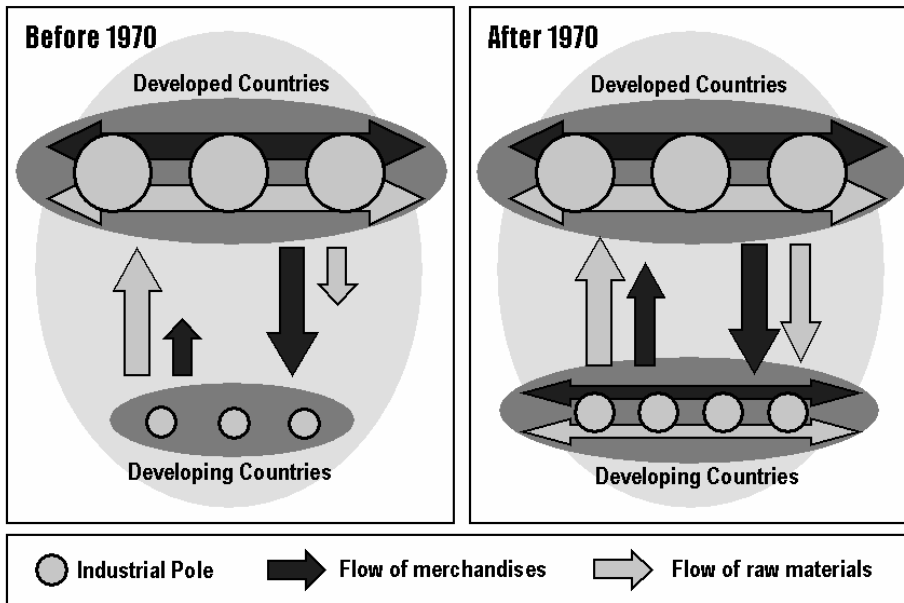 Before 1970
Developed Countries
Developing Countries
After 1970
Developed Countries
Developing Countries
Industrial Pole
Flow of merchandises
Flow of raw materials